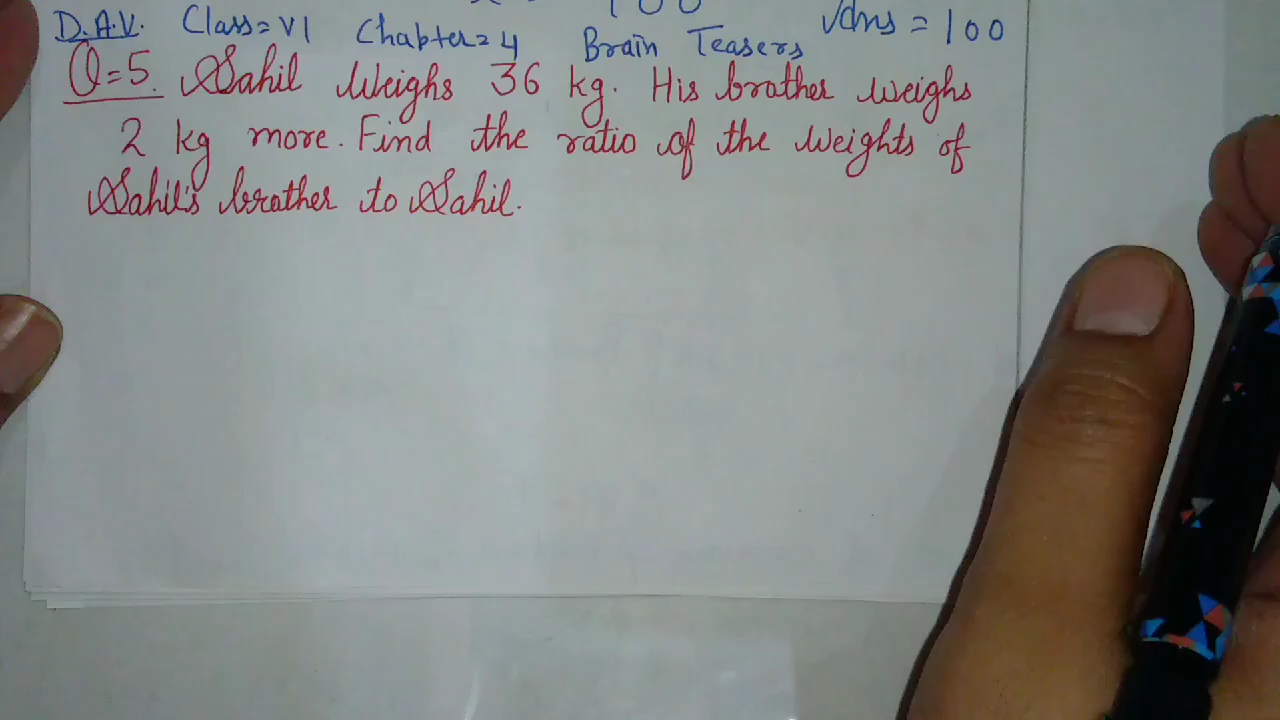 100
D.A.V. Class=VI Chapter=4 Brain Teasers √Ans = 100
Q=5. Sahil weighs 36 kg. His brother weighs
2 kg more. Find the ratio of the weights of
Sahil's brother to Sahil.